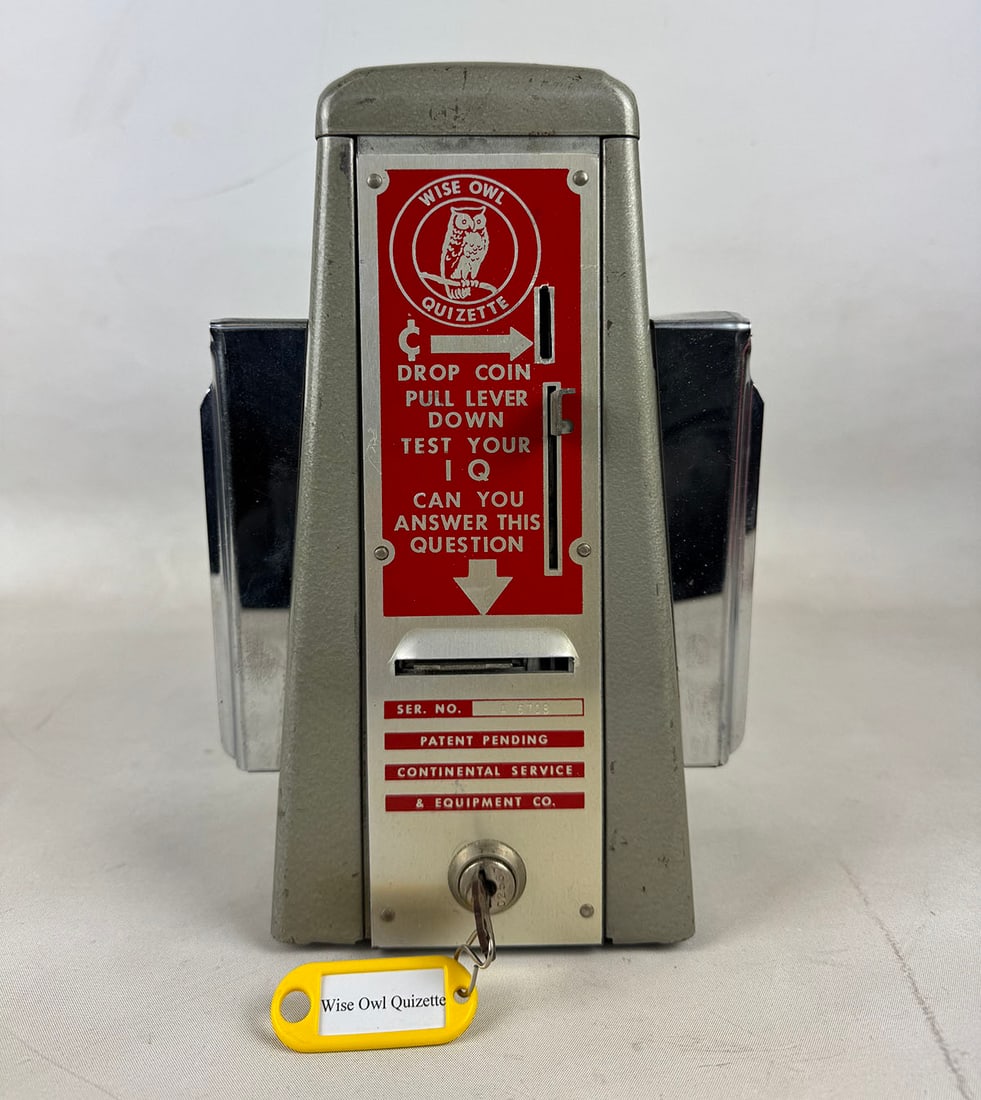 WISE OWL
QUIZETTE
¢
DROP COIN
PULL LEVER
DOWN
TEST YOUR
I Q
CAN YOU
ANSWER THIS
QUESTION
SER. NO.
PATENT PENDING
CONTINENTAL SERVICE
& EQUIPMENT CO.
Wise Owl Quizette